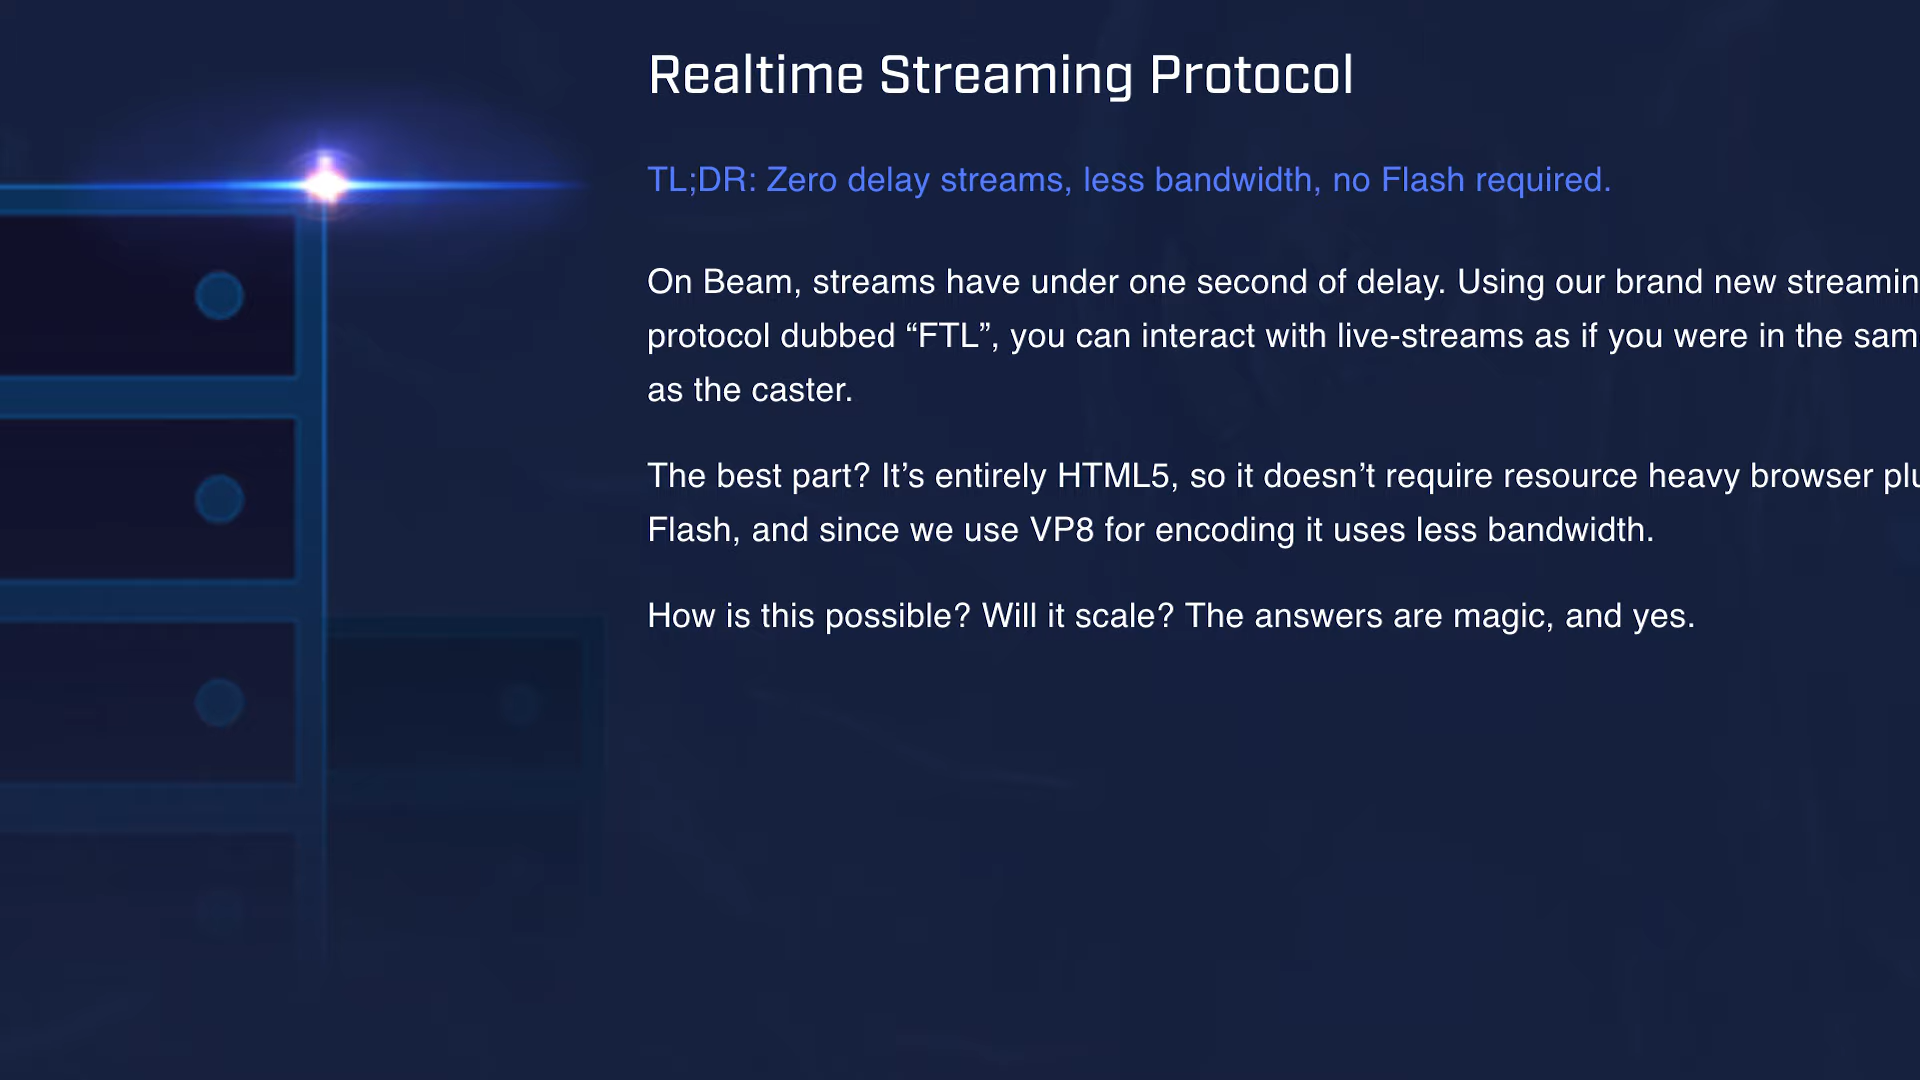 Realtime Streaming Protocol
TL;DR: Zero delay streams, less bandwidth, no Flash required.
On Beam, streams have under one second of delay. Using our brand new streamin
protocol dubbed “FTL”, you can interact with live-streams as if you were in the sam
as the caster.
The best part? It’s entirely HTML5, so it doesn’t require resource heavy browser plu
Flash, and since we use VP8 for encoding it uses less bandwidth.
How is this possible? Will it scale? The answers are magic, and yes.